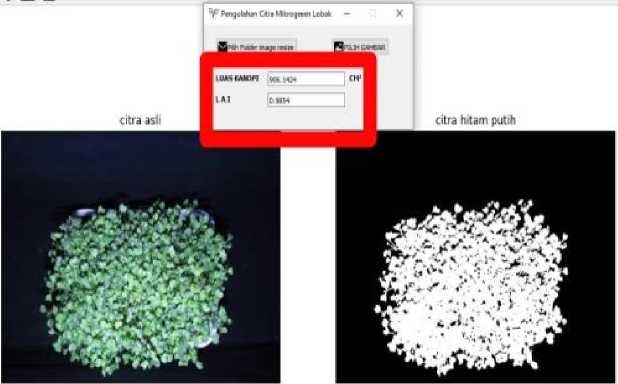 Pengolahan Citra Mikrogreen Lobak
Pilih Folder image resize
PILIH GAMBAR
LUAS KANOPI 906.1424 CM²
L A I 0.9854
citra asli
citra hitam putih